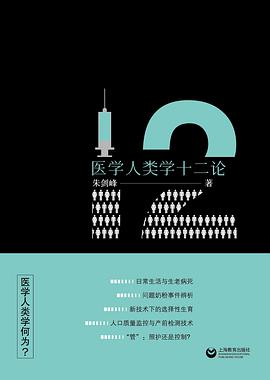 12
医学人类学十二论
朱剑峰 著
医学人类学何为?
日常生活与生老病死
问题奶粉事件辨析
新技术下的选择性生育
人口质量监控与产前检测技术
“管”:照护还是控制?
上海教育出版社